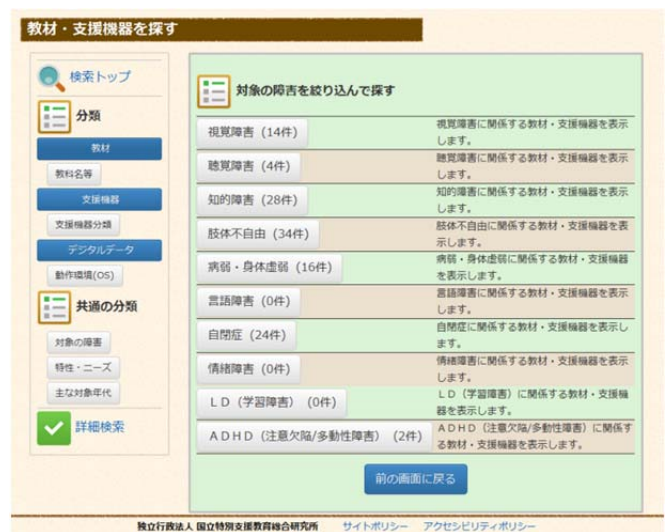 教材・支援機器を探す
検索トップ
分類
教材
教科名等
支援機器
支援機器分類
デジタルデータ
動作環境(OS)
共通の分類
対象の障害
特性・ニーズ
主な対象年代
詳細検索
対象の障害を絞り込んで探す
視覚障害 (14件)
視覚障害に関係する教材・支援機器を表示
します。
聴覚障害 (4件)
聴覚障害に関係する教材・支援機器を表示
します。
知的障害 (28件)
知的障害に関係する教材・支援機器を表示
します。
肢体不自由 (34件)
肢体不自由に関係する教材・支援機器を表
示します。
病弱・身体虚弱 (16件)
病弱・身体虚弱に関係する教材・支援機器
を表示します。
言語障害 (0件)
言語障害に関係する教材・支援機器を表示
します。
自閉症 (24件)
自閉症に関係する教材・支援機器を表示し
ます。
情緒障害 (0件)
情緒障害に関係する教材・支援機器を表示
します。
ＬＤ（学習障害） (0件)
ＬＤ（学習障害）に関係する教材・支援機
器を表示します。
ＡＤＨＤ（注意欠陥/多動性障害） (2件)
ＡＤＨＤ（注意欠陥/多動性障害）に関係す
る教材・支援機器を表示します。
前の画面に戻る
独立行政法人 国立特別支援教育総合研究所 サイトポリシー アクセシビリティポリシー